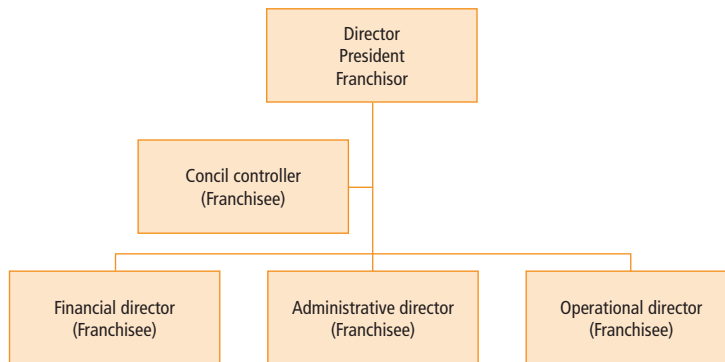 Director
President
Franchisor
Concil controller
(Franchisee)
Financial director
(Franchisee)
Administrative director
(Franchisee)
Operational director
(Franchisee)